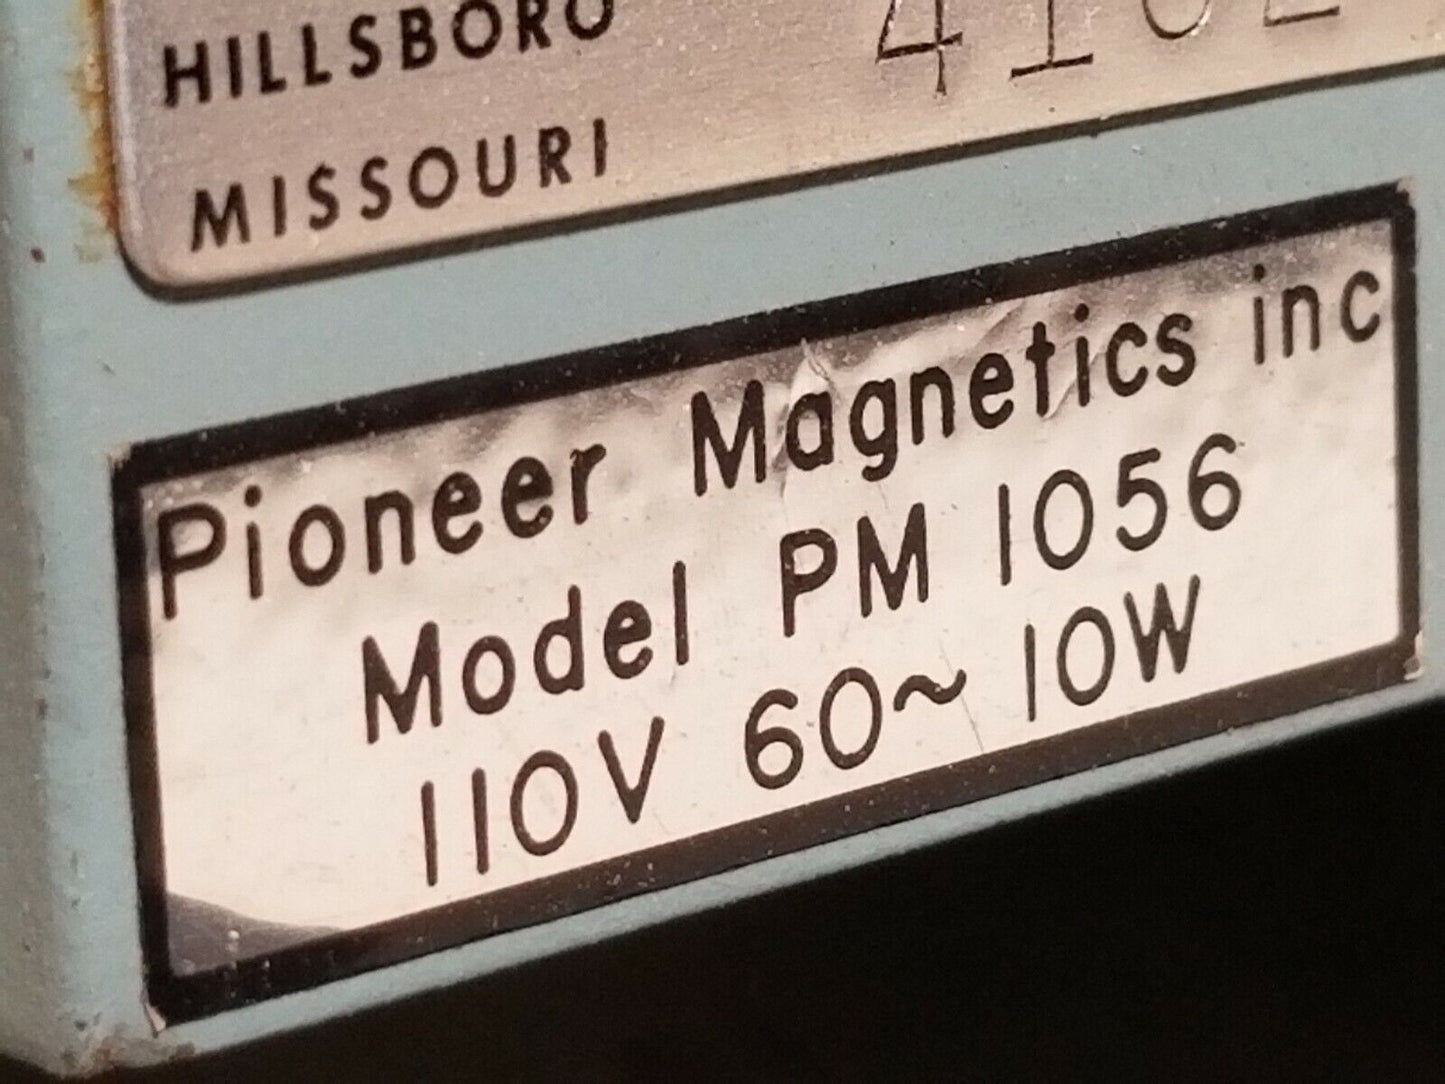 HILLSBORO
MISSOURI
Pioneer Magnetics inc
Model PM 1056
110V 60~ 10W